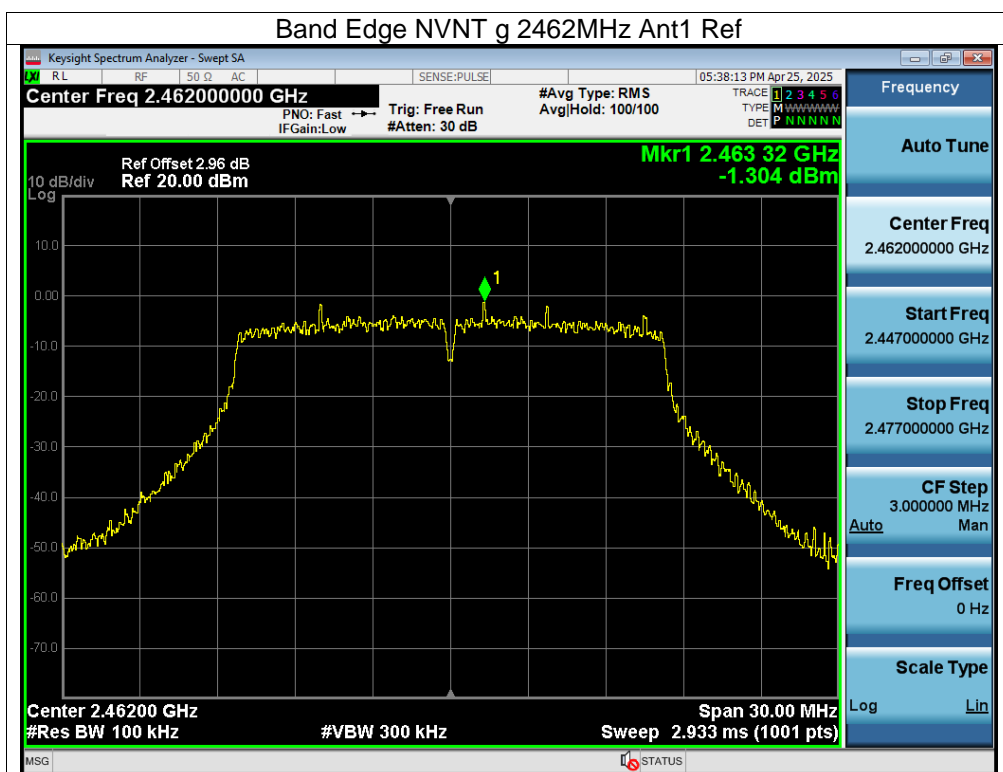 Band Edge NVNT g 2462MHz Ant1 Ref
Keysight Spectrum Analyzer - Swept SA
LXI RL RF 50 Ω AC SENSE:PULSE 05:38:13 PM Apr 25, 2025
Center Freq 2.462000000 GHz
PNO: Fast
IFGain:Low
Trig: Free Run
#Atten: 30 dB
#Avg Type: RMS
Avg|Hold: 100/100
TRACE 1 2 3 4 5 6
TYPE M WWWWW
DET P N N N N N
Mkr1 2.463 32 GHz
-1.304 dBm
Ref Offset 2.96 dB
10 dB/div Ref 20.00 dBm
Log
10.0
0.00
-10.0
-20.0
-30.0
-40.0
-50.0
-60.0
-70.0
1
Center 2.46200 GHz
Span 30.00 MHz
#Res BW 100 kHz
#VBW 300 kHz
Sweep 2.933 ms (1001 pts)
MSG
STATUS
Frequency
Auto Tune
Center Freq
2.462000000 GHz
Start Freq
2.447000000 GHz
Stop Freq
2.477000000 GHz
CF Step
3.000000 MHz
Auto Man
Freq Offset
0 Hz
Scale Type
Log Lin